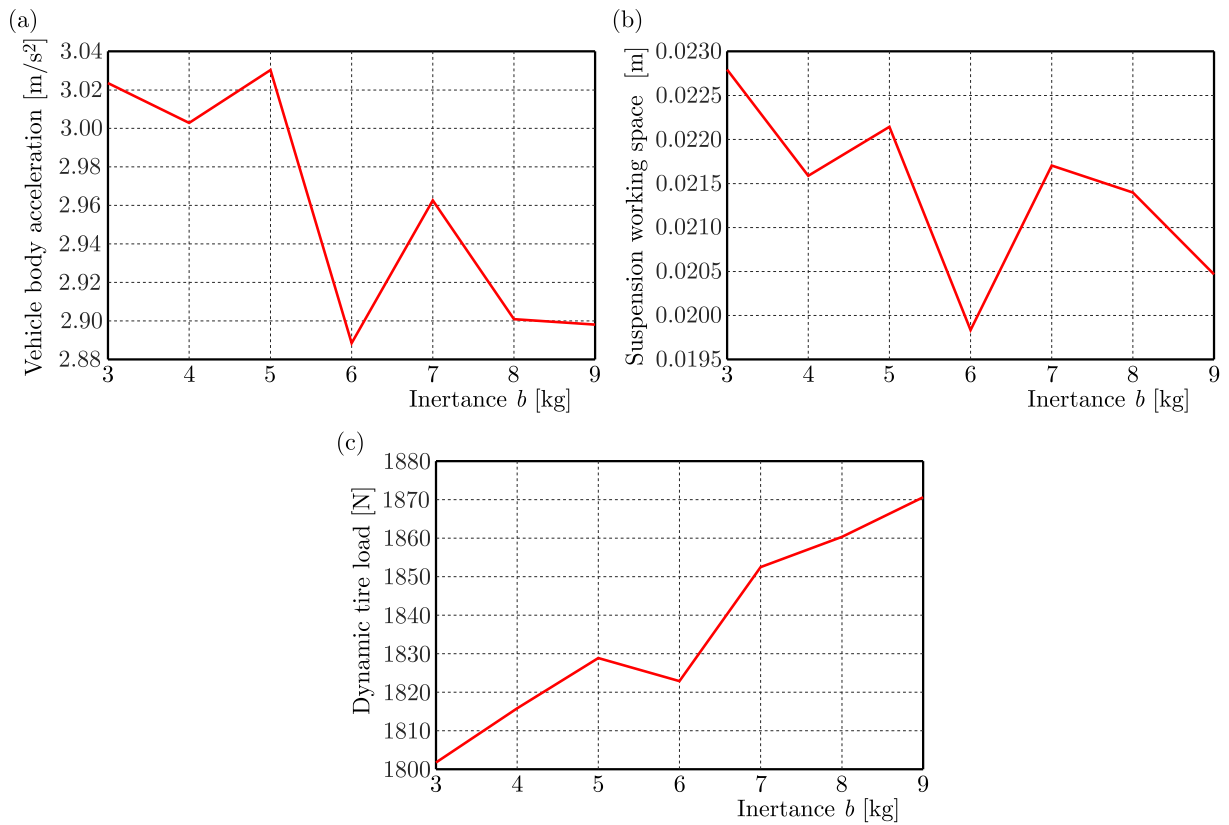 (a)
Vehicle body acceleration [m/s²]
3.04
3.02
3.00
2.98
2.96
2.94
2.92
2.90
2.88
3 4 5 6 7 8 9
Inertance b [kg]
(b)
Suspension working space [m]
0.0230
0.0225
0.0220
0.0215
0.0210
0.0205
0.0200
0.0195
3 4 5 6 7 8 9
Inertance b [kg]
(c)
Dynamic tire load [N]
1880
1870
1860
1850
1840
1830
1820
1810
1800
3 4 5 6 7 8 9
Inertance b [kg]